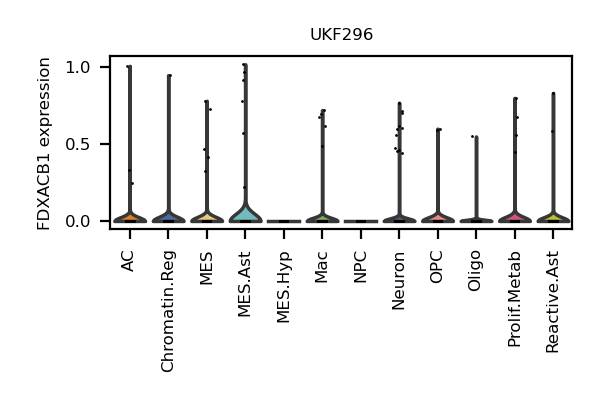 UKF296
FDXACB1 expression
1.0
0.5
0.0
AC
Chromatin.Reg
MES
MES.Ast
MES.Hyp
Mac
NPC
Neuron
OPC
Oligo
Prolif.Metab
Reactive.Ast